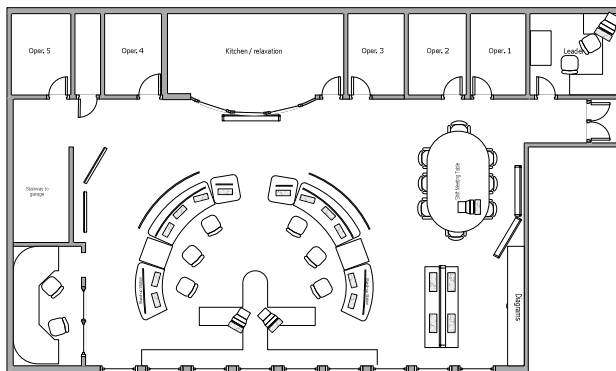 Oper. 5
Oper. 4
Kitchen / relaxation
Oper. 3
Oper. 2
Oper. 1
Leader
Stairway to
garage
Shift Meeting Table
Diagrams